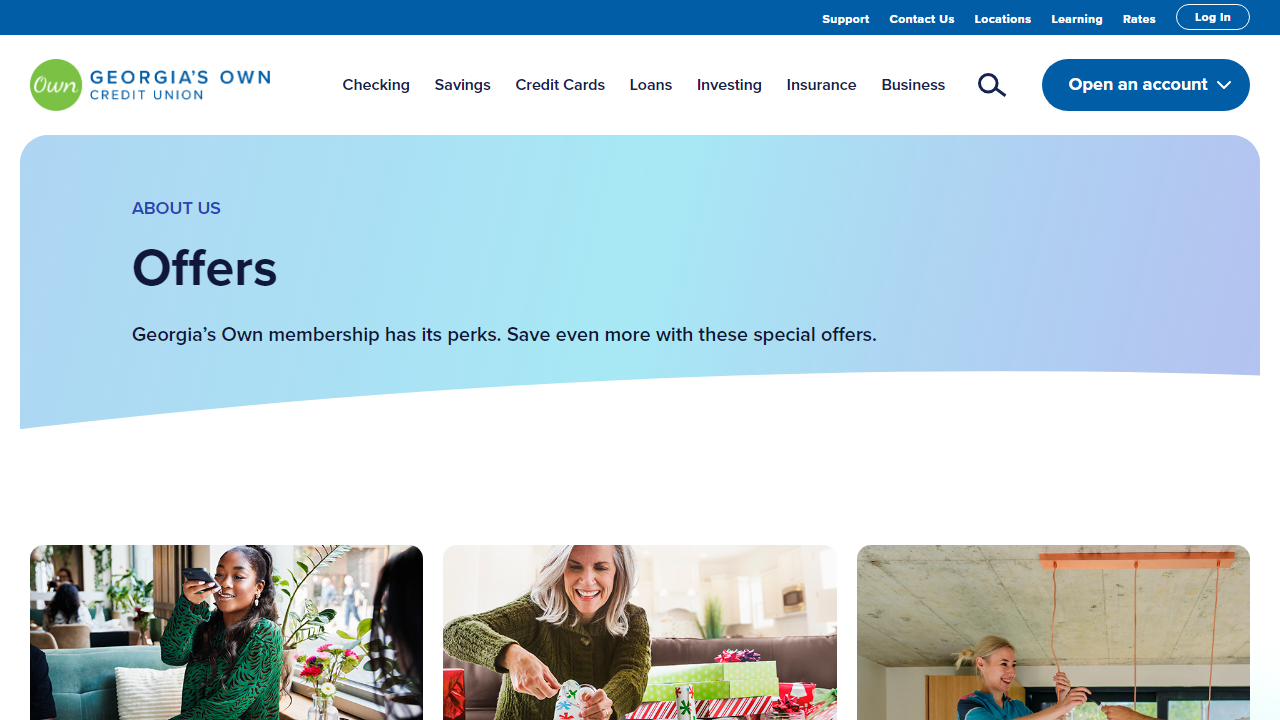 Support Contact Us Locations Learning Rates Log In
Own GEORGIA'S OWN
CREDIT UNION
Checking Savings Credit Cards Loans Investing Insurance Business Open an account
ABOUT US
Offers
Georgia's Own membership has its perks. Save even more with these special offers.